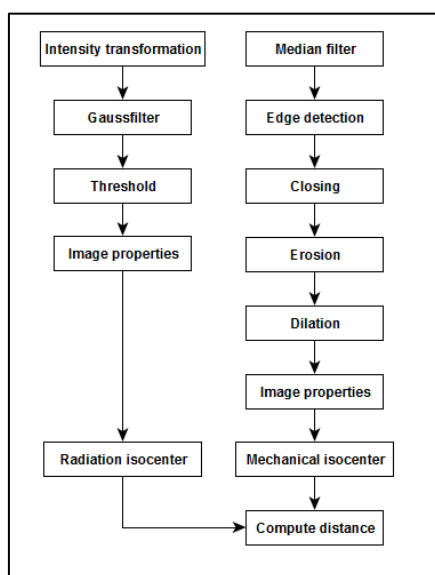 Intensity transformation
Gaussfilter
Threshold
Image properties
Radiation isocenter
Median filter
Edge detection
Closing
Erosion
Dilation
Image properties
Mechanical isocenter
Compute distance